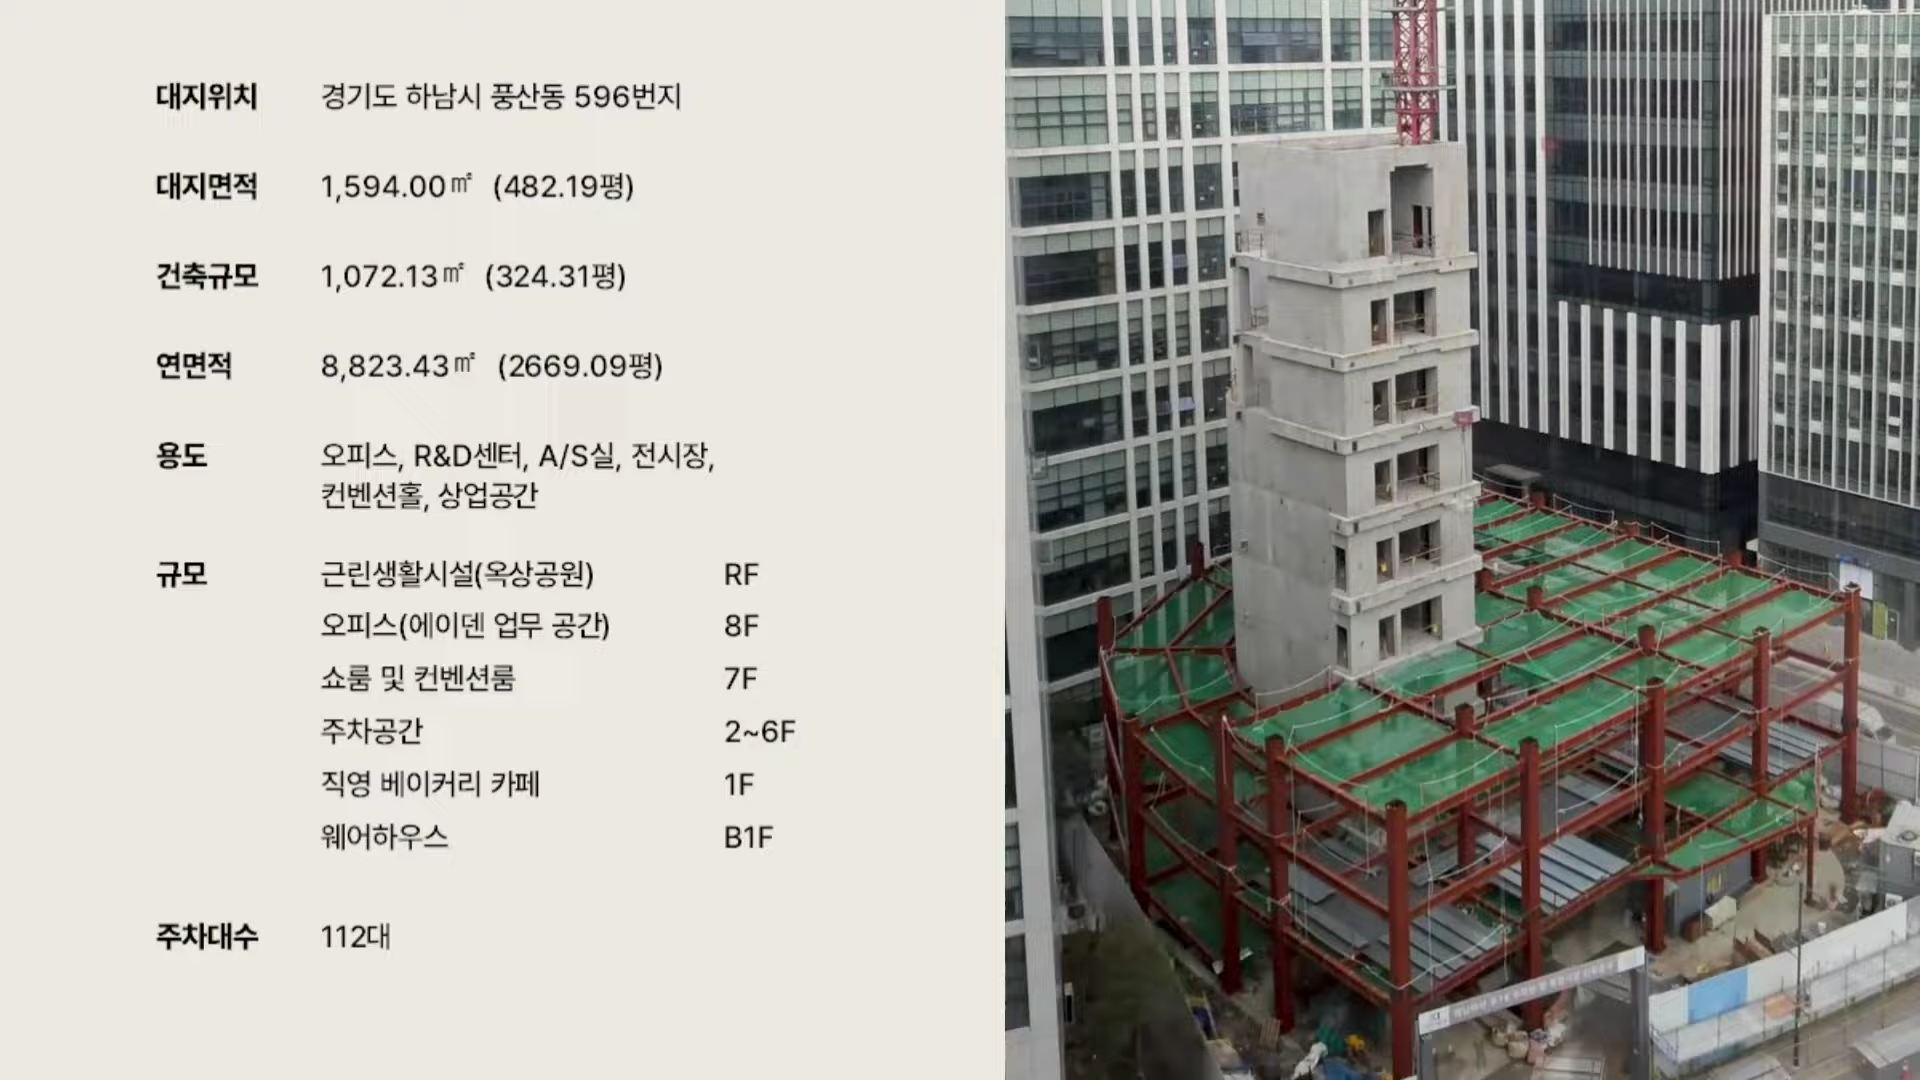 대지위치 경기도 하남시 풍산동 596번지
대지면적 1,594.00㎡ (482.19평)
건축규모 1,072.13㎡ (324.31평)
연면적 8,823.43㎡ (2669.09평)
용도 오피스, R&D센터, A/S실, 전시장,
컨벤션홀, 상업공간
규모 근린생활시설(옥상공원) RF
오피스(에이덴 업무 공간) 8F
쇼룸 및 컨벤션룸 7F
주차공간 2~6F
직영 베이커리 카페 1F
웨어하우스 B1F
주차대수 112대